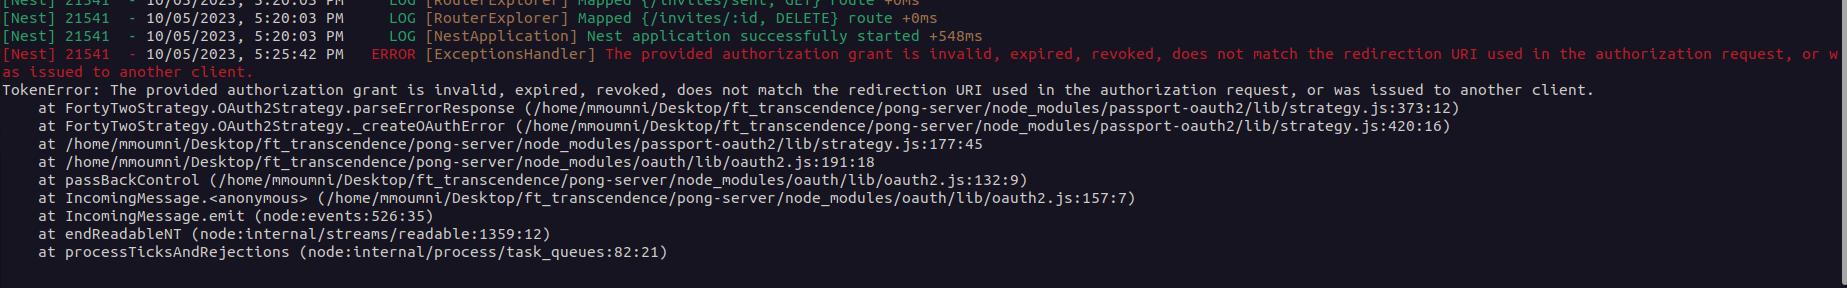 [Nest] 21541  - 10/05/2023, 5:20:03 PM     LOG [RouterExplorer] Mapped {/invites/sent, GET} route +0ms
[Nest] 21541  - 10/05/2023, 5:20:03 PM     LOG [RouterExplorer] Mapped {/invites/:id, DELETE} route +0ms
[Nest] 21541  - 10/05/2023, 5:20:03 PM     LOG [NestApplication] Nest application successfully started +548ms
[Nest] 21541  - 10/05/2023, 5:25:42 PM   ERROR [ExceptionsHandler] The provided authorization grant is invalid, expired, revoked, does not match the redirection URI used in the authorization request, or w
as issued to another client.
TokenError: The provided authorization grant is invalid, expired, revoked, does not match the redirection URI used in the authorization request, or was issued to another client.
    at FortyTwoStrategy.OAuth2Strategy.parseErrorResponse (/home/mmoumni/Desktop/ft_transcendence/pong-server/node_modules/passport-oauth2/lib/strategy.js:373:12)
    at FortyTwoStrategy.OAuth2Strategy._createOAuthError (/home/mmoumni/Desktop/ft_transcendence/pong-server/node_modules/passport-oauth2/lib/strategy.js:420:16)
    at /home/mmoumni/Desktop/ft_transcendence/pong-server/node_modules/passport-oauth2/lib/strategy.js:177:45
    at /home/mmoumni/Desktop/ft_transcendence/pong-server/node_modules/oauth/lib/oauth2.js:191:18
    at passBackControl (/home/mmoumni/Desktop/ft_transcendence/pong-server/node_modules/oauth/lib/oauth2.js:132:9)
    at IncomingMessage.<anonymous> (/home/mmoumni/Desktop/ft_transcendence/pong-server/node_modules/oauth/lib/oauth2.js:157:7)
    at IncomingMessage.emit (node:events:526:35)
    at endReadableNT (node:internal/streams/readable:1359:12)
    at processTicksAndRejections (node:internal/process/task_queues:82:21)